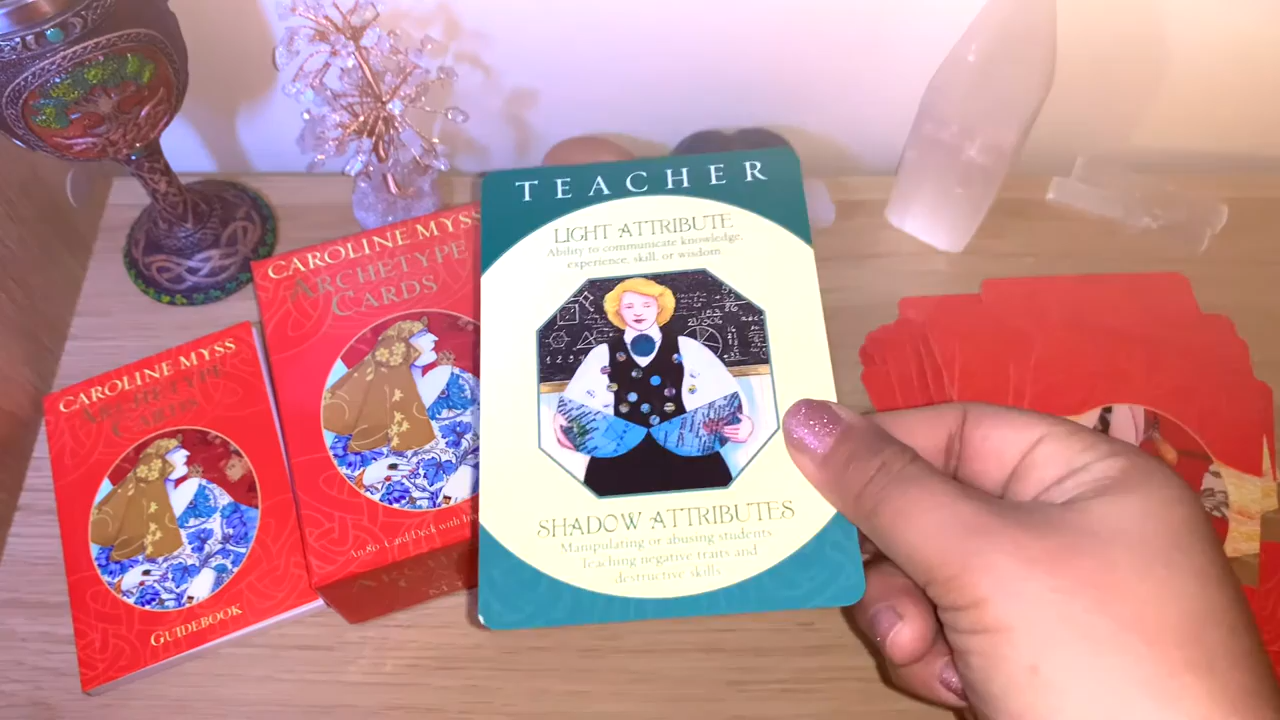 TEACHER
LIGHT ATTRIBUTE
Ability to communicate knowledge,
experience, skill, or wisdom
SHADOW ATTRIBUTES
Manipulating or abusing students
Teaching negative traits and
destructive skills
CAROLINE MYSS
ARCHETYPE
CARDS
An 80-Card Deck with
CAROLINE MYSS
ARCHETYPE
CARDS
GUIDEBOOK